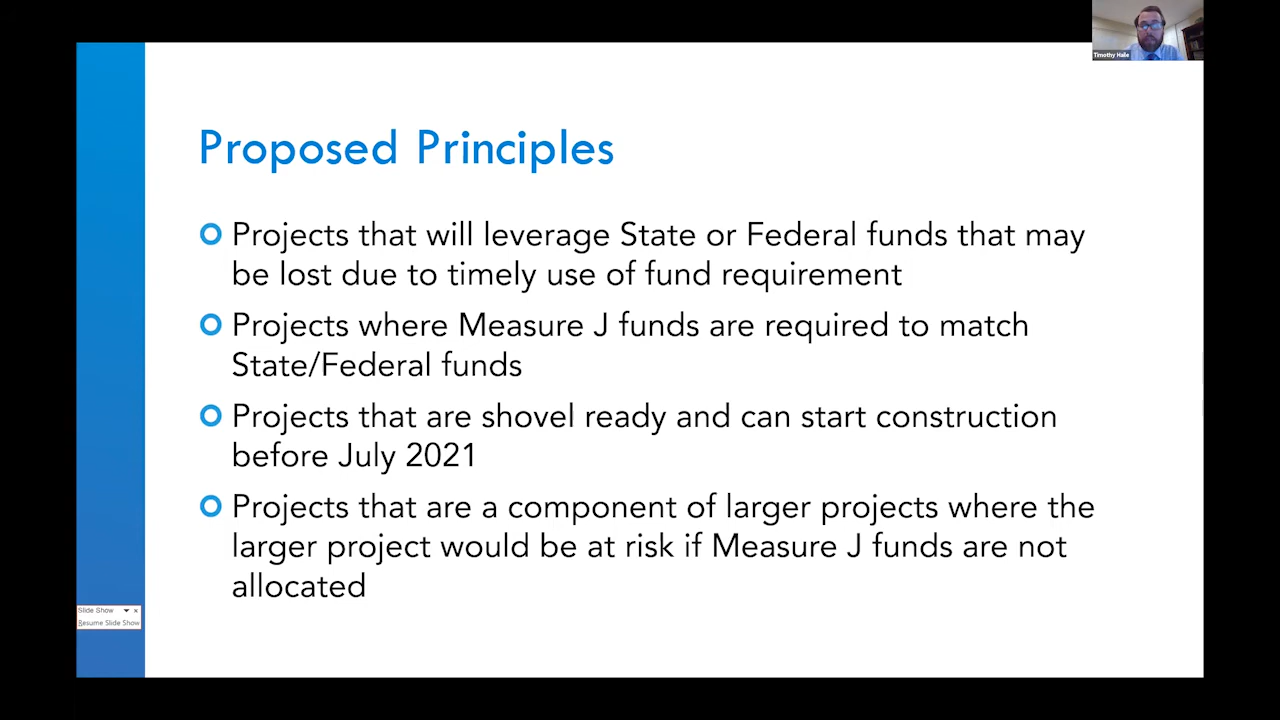 Timothy Haile
Proposed Principles
Projects that will leverage State or Federal funds that may
be lost due to timely use of fund requirement
Projects where Measure J funds are required to match
State/Federal funds
Projects that are shovel ready and can start construction
before July 2021
Projects that are a component of larger projects where the
larger project would be at risk if Measure J funds are not
allocated
Slide Show
Resume Slide Show